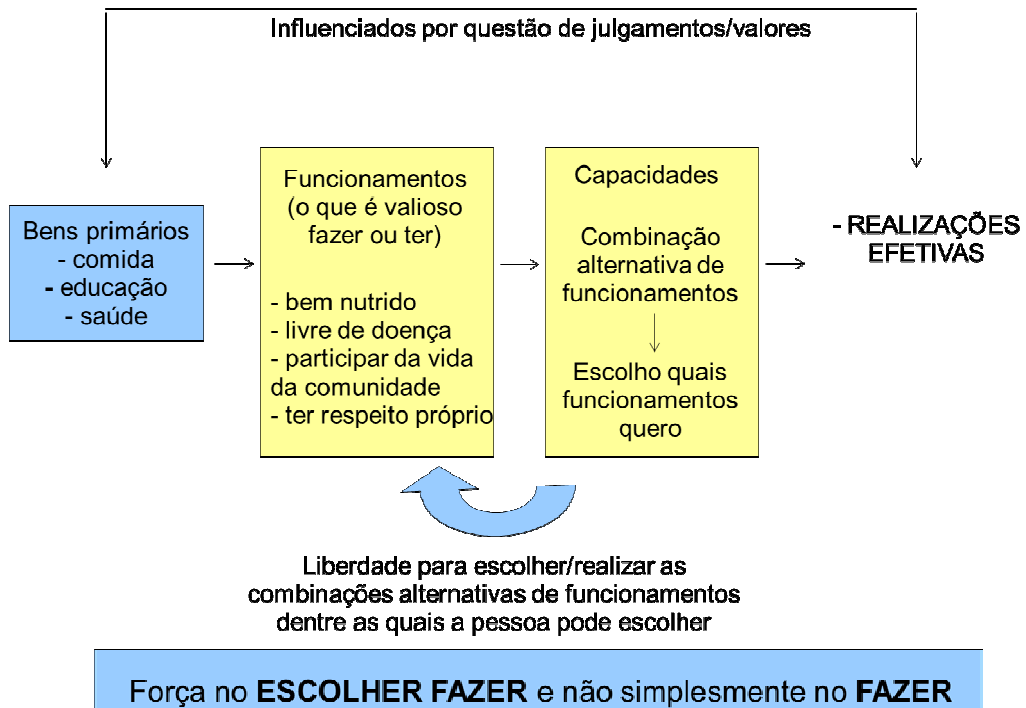 Influenciados por questão de julgamentos/valores
Bens primários
- comida
- educação
- saúde
Funcionamentos
(o que é valioso
fazer ou ter)
- bem nutrido
- livre de doença
- participar da vida
da comunidade
- ter respeito próprio
Capacidades
Combinação
alternativa de
funcionamentos
Escolho quais
funcionamentos
quero
- REALIZAÇÕES
EFETIVAS
Liberdade para escolher/realizar as
combinações alternativas de funcionamentos
dentre as quais a pessoa pode escolher
Força no ESCOLHER FAZER e não simplesmente no FAZER